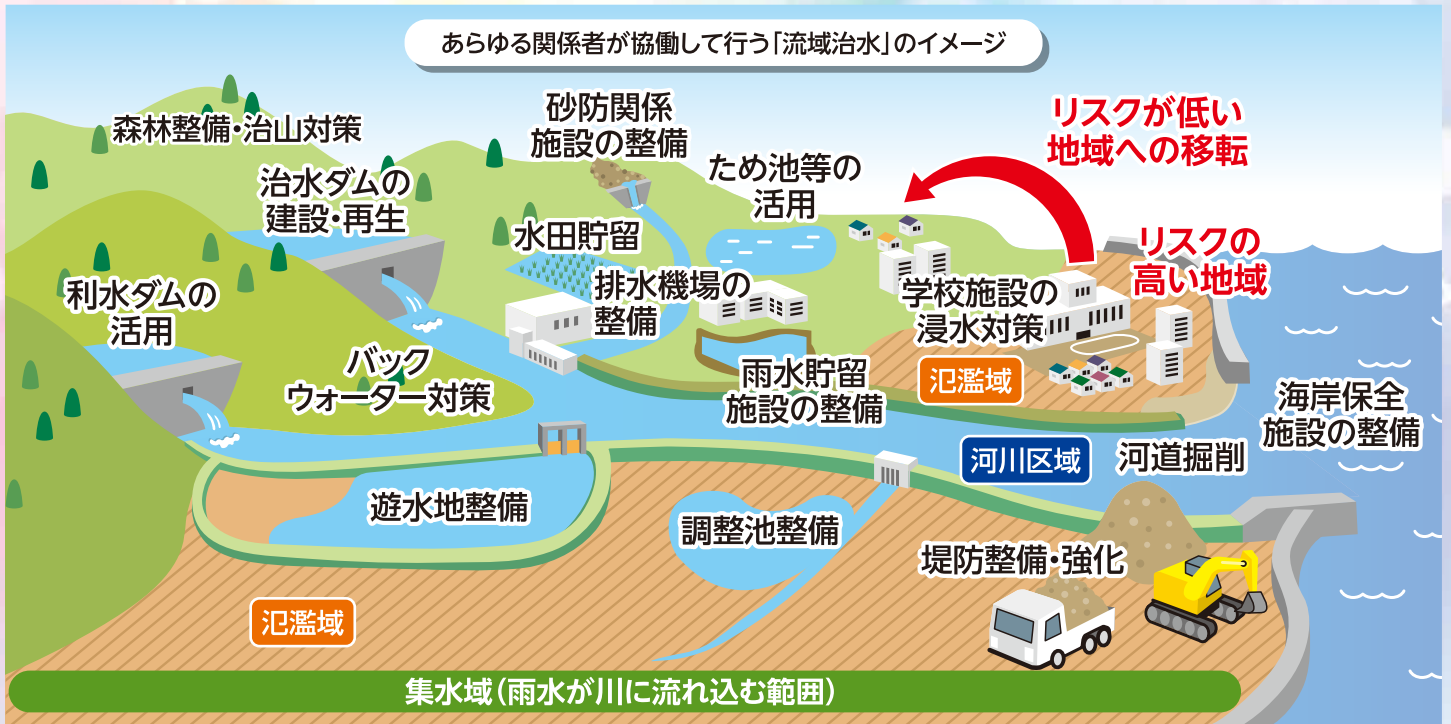 あらゆる関係者が協働して行う「流域治水」のイメージ
森林整備・治山対策
砂防関係
施設の整備
リスクが低い
地域への移転
治水ダムの
建設・再生
ため池等の
活用
水田貯留
リスクの
高い地域
利水ダムの
活用
排水機場の
整備
学校施設の
浸水対策
バック
ウォーター対策
雨水貯留
施設の整備
氾濫域
海岸保全
施設の整備
河川区域
河道掘削
遊水地整備
調整池整備
堤防整備・強化
氾濫域
集水域(雨水が川に流れ込む範囲)